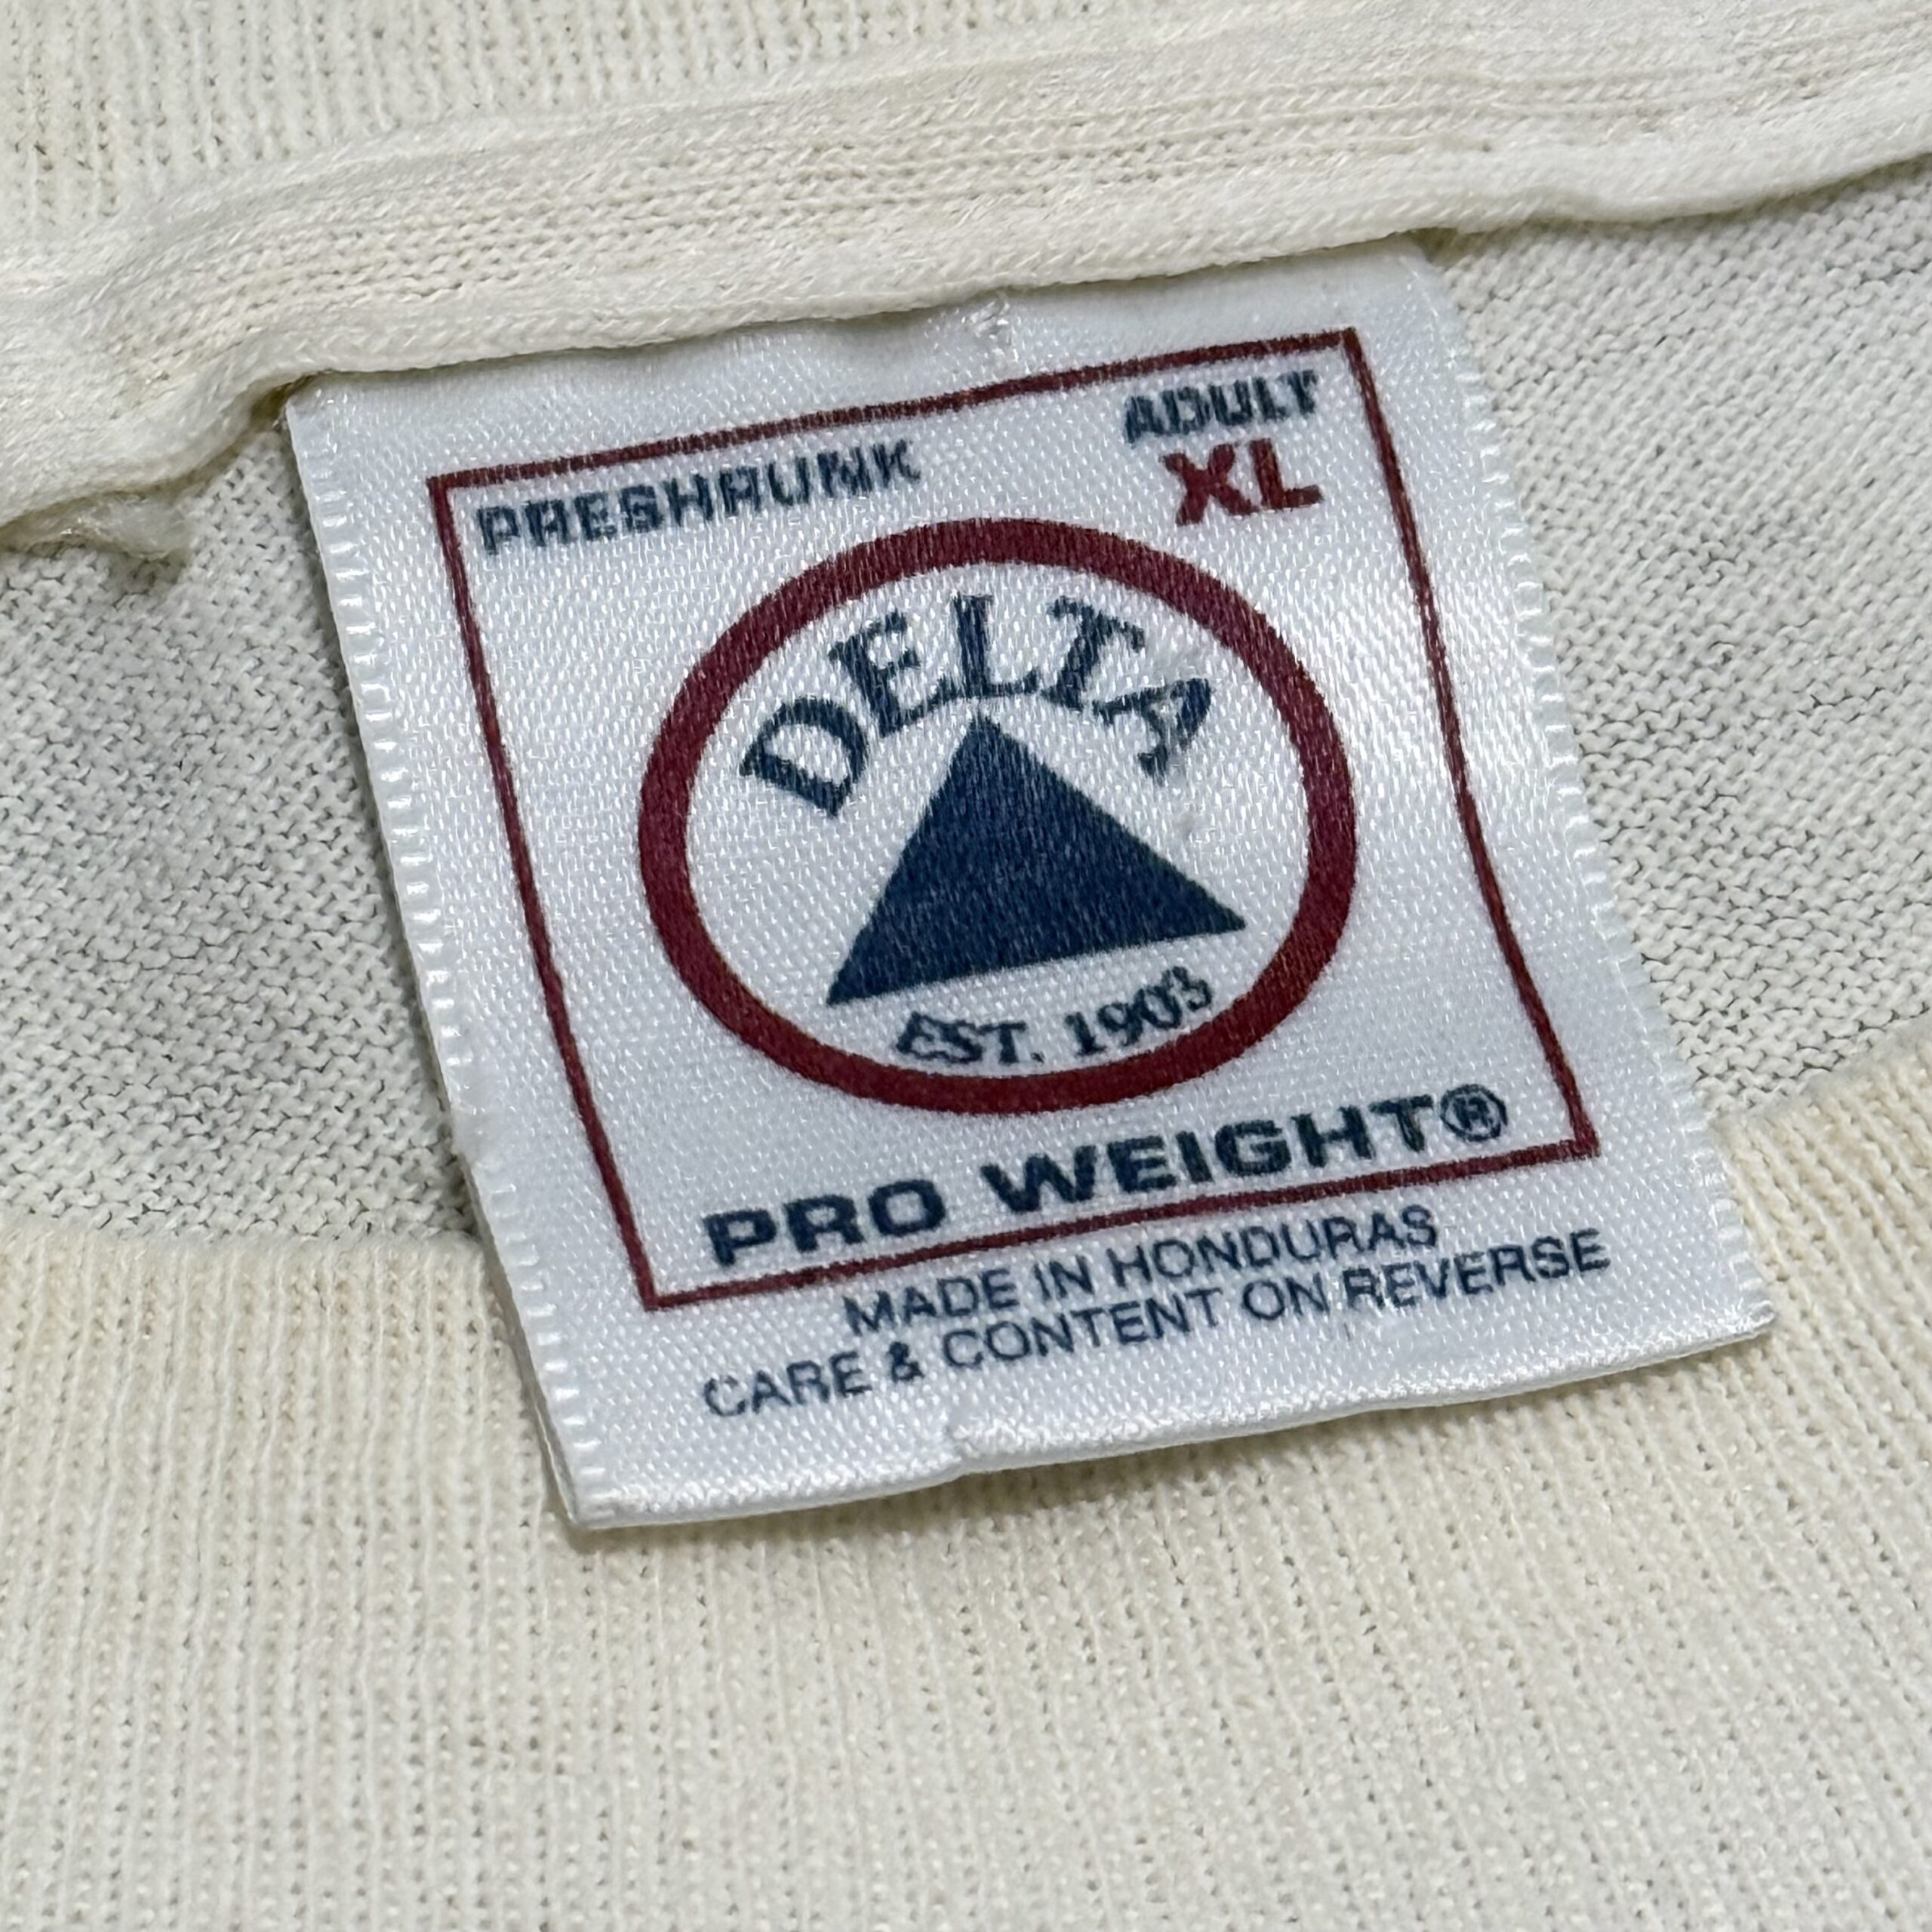 PRESHRUNK
ADULT
XL
DELTA
EST. 1903
PRO WEIGHT®
MADE IN HONDURAS
CARE & CONTENT ON REVERSE